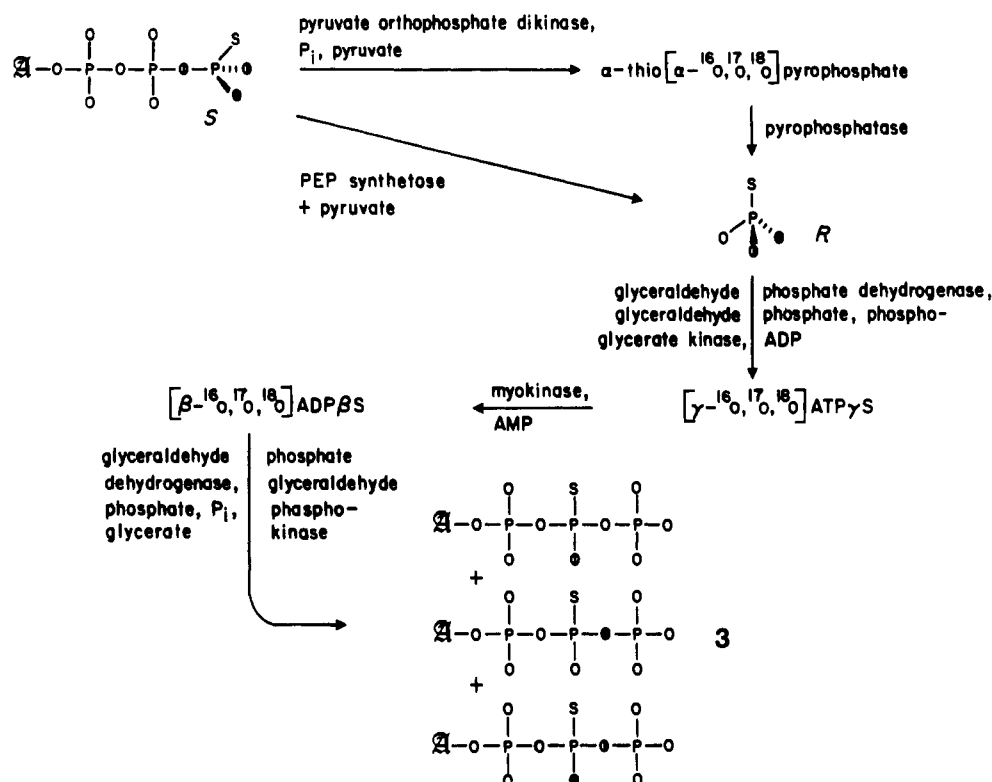 pyruvate orthophosphate dikinase,
Pi, pyruvate
O O S
𝔄—O—P—O—P—O—P
O O
S
α-thio[α-¹⁶O,¹⁷O,¹⁸O]pyrophosphate
pyrophosphatase
PEP synthetose
+ pyruvate
S
P
O O O
R
glyceraldehyde phosphate dehydrogenase,
glyceraldehyde phosphate, phospho-
glycerate kinase, ADP
[β-¹⁶O,¹⁷O,¹⁸O]ADPβS
myokinase,
AMP
[γ-¹⁶O,¹⁷O,¹⁸O]ATPγS
glyceraldehyde phosphate
dehydrogenase, glyceraldehyde
phosphate, Pi, phaspho-
glycerate kinase
O S O
𝔄—O—P—O—P—O—P—O
O O O
+
O S O
𝔄—O—P—O—P—O—P—O
O O O
3
+
O S O
𝔄—O—P—O—P—O—P—O
O O O